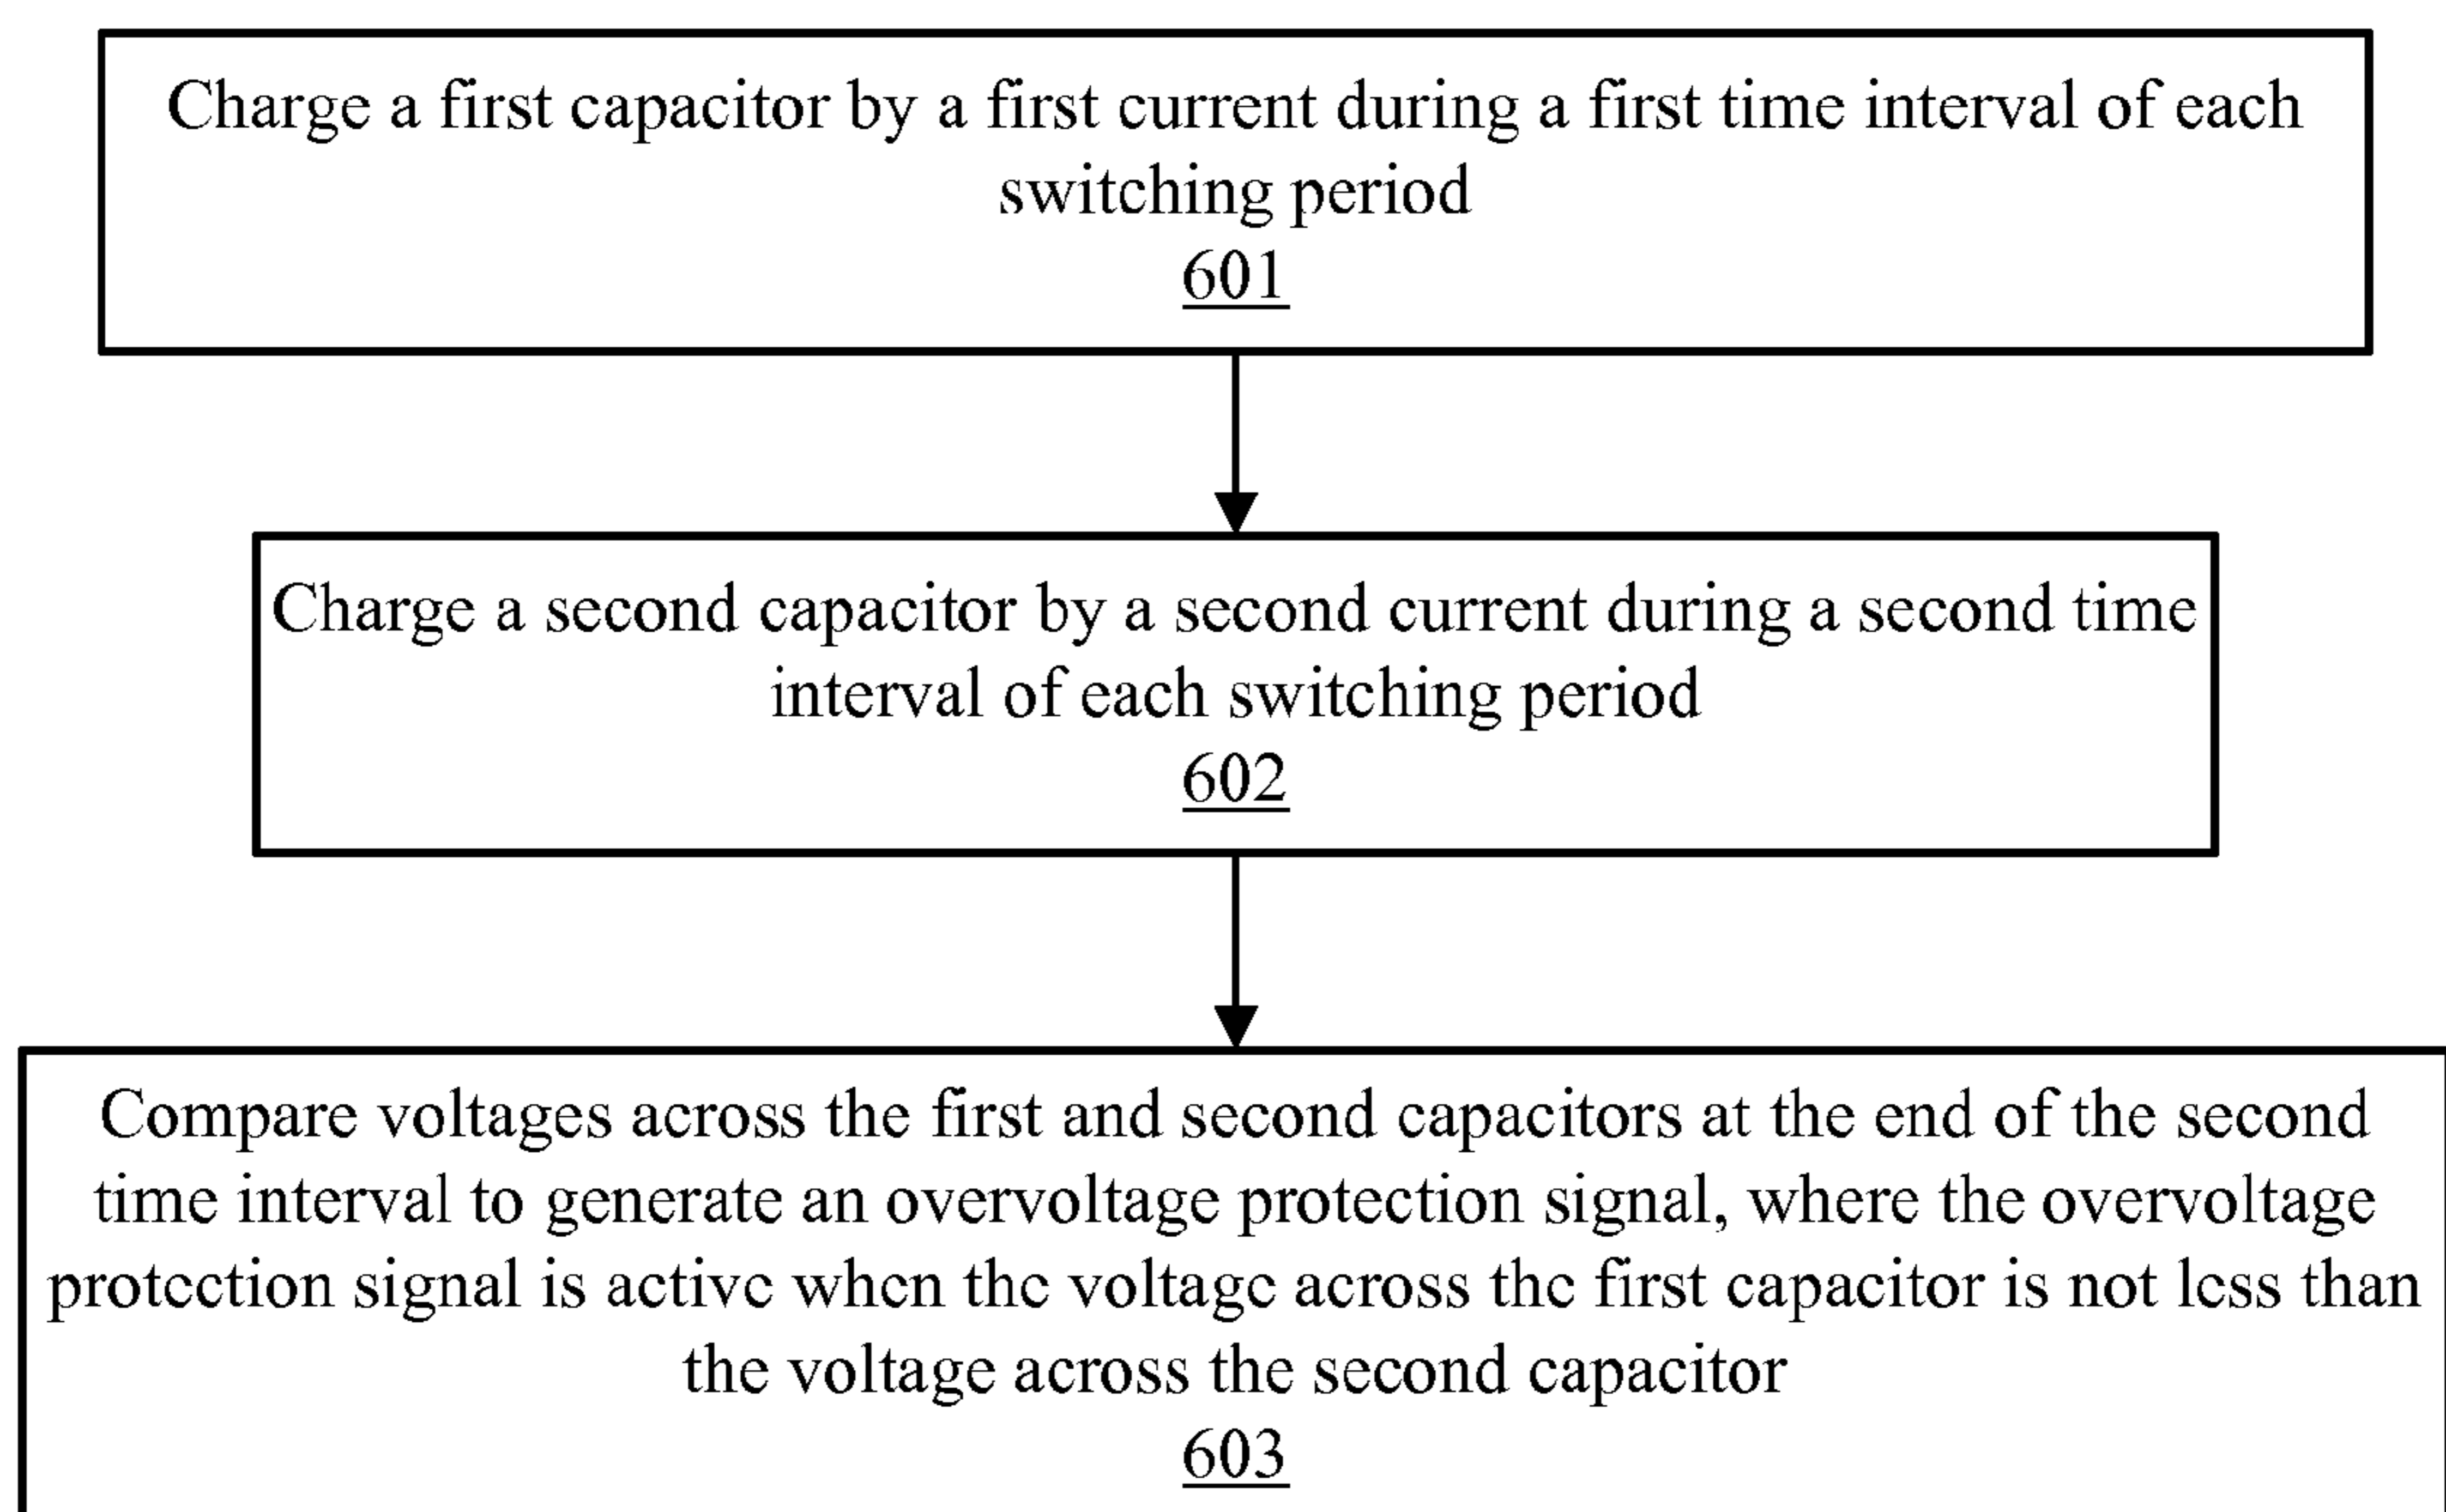 Charge a first capacitor by a first current during a first time interval of each
switching period
601
Charge a second capacitor by a second current during a second time
interval of each switching period
602
Compare voltages across the first and second capacitors at the end of the second
time interval to generate an overvoltage protection signal, where the overvoltage
protection signal is active when the voltage across the first capacitor is not less than
the voltage across the second capacitor
603